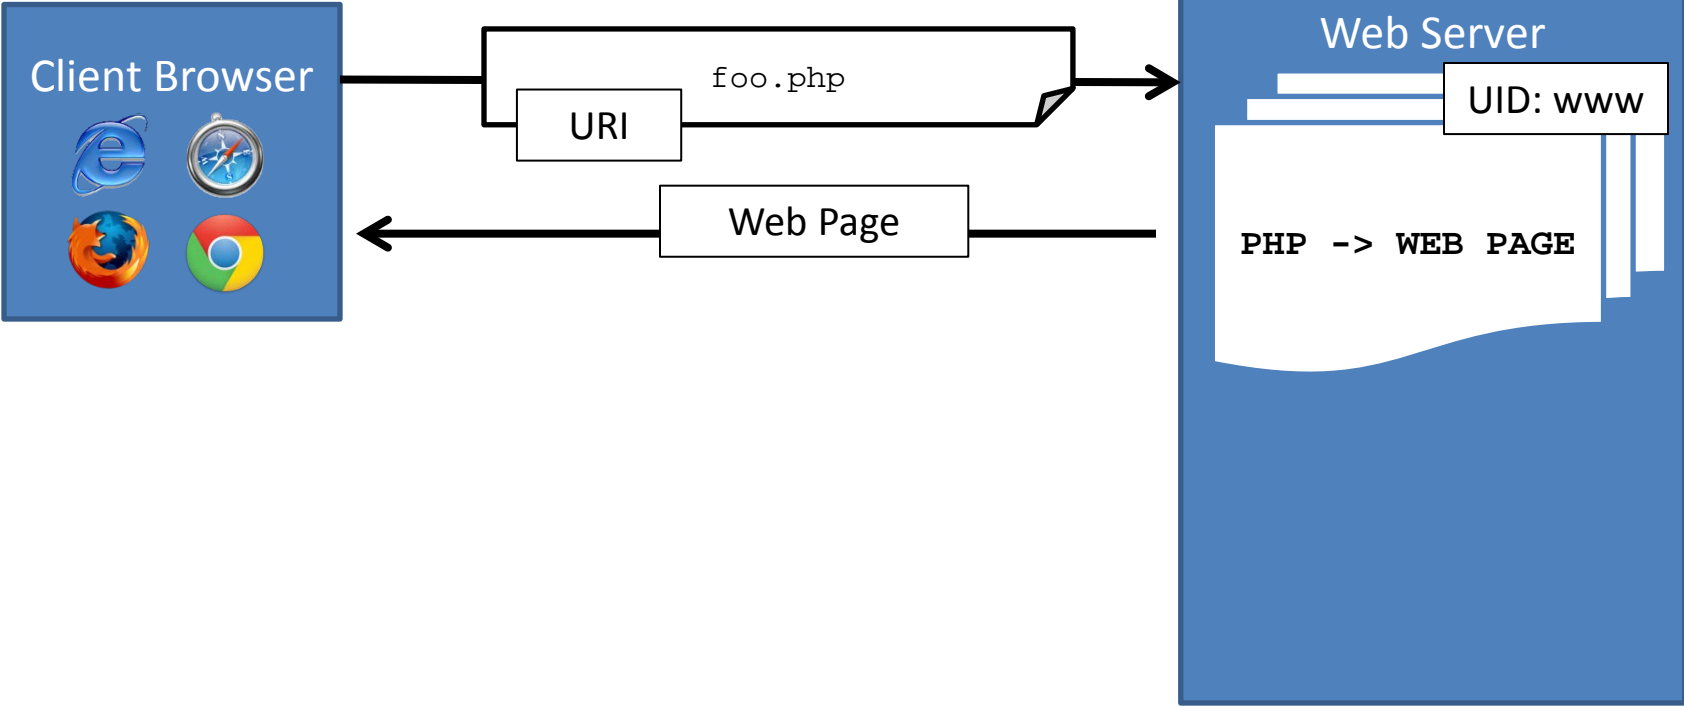 Client Browser
foo.php
URI
Web Page
Web Server
UID: www
PHP -> WEB PAGE